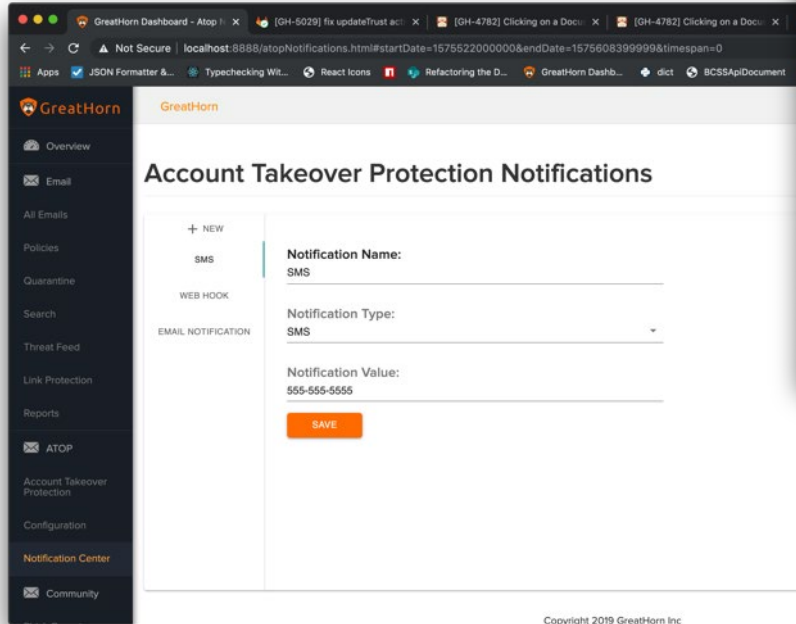 GreatHorn Dashboard - Atop N
[GH-5029] fix updateTrust act
[GH-4782] Clicking on a Docu
[GH-4782] Clicking on a Docu
Not Secure | localhost:8888/atopNotifications.html#startDate=1575522000000&endDate=1575608399999&timespan=0
Apps JSON Formatter &... Typechecking Wit... React Icons Refactoring the D... GreatHorn Dashb... dict BCSSApiDocument
GreatHorn
GreatHorn
Overview
Email
All Emails
Policies
Quarantine
Search
Threat Feed
Link Protection
Reports
ATOP
Account Takeover
Protection
Configuration
Notification Center
Community
Account Takeover Protection Notifications
+ NEW
SMS
WEB HOOK
EMAIL NOTIFICATION
Notification Name:
SMS
Notification Type:
SMS
Notification Value:
555-555-5555
SAVE
Copyright 2019 GreatHorn Inc